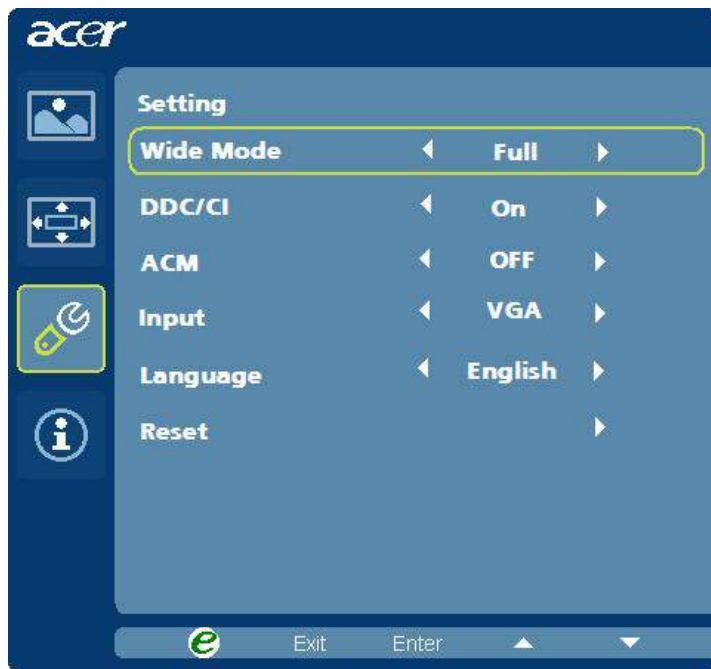 acer
Setting
Wide Mode Full
DDC/CI On
ACM OFF
Input VGA
Language English
Reset
e Exit Enter